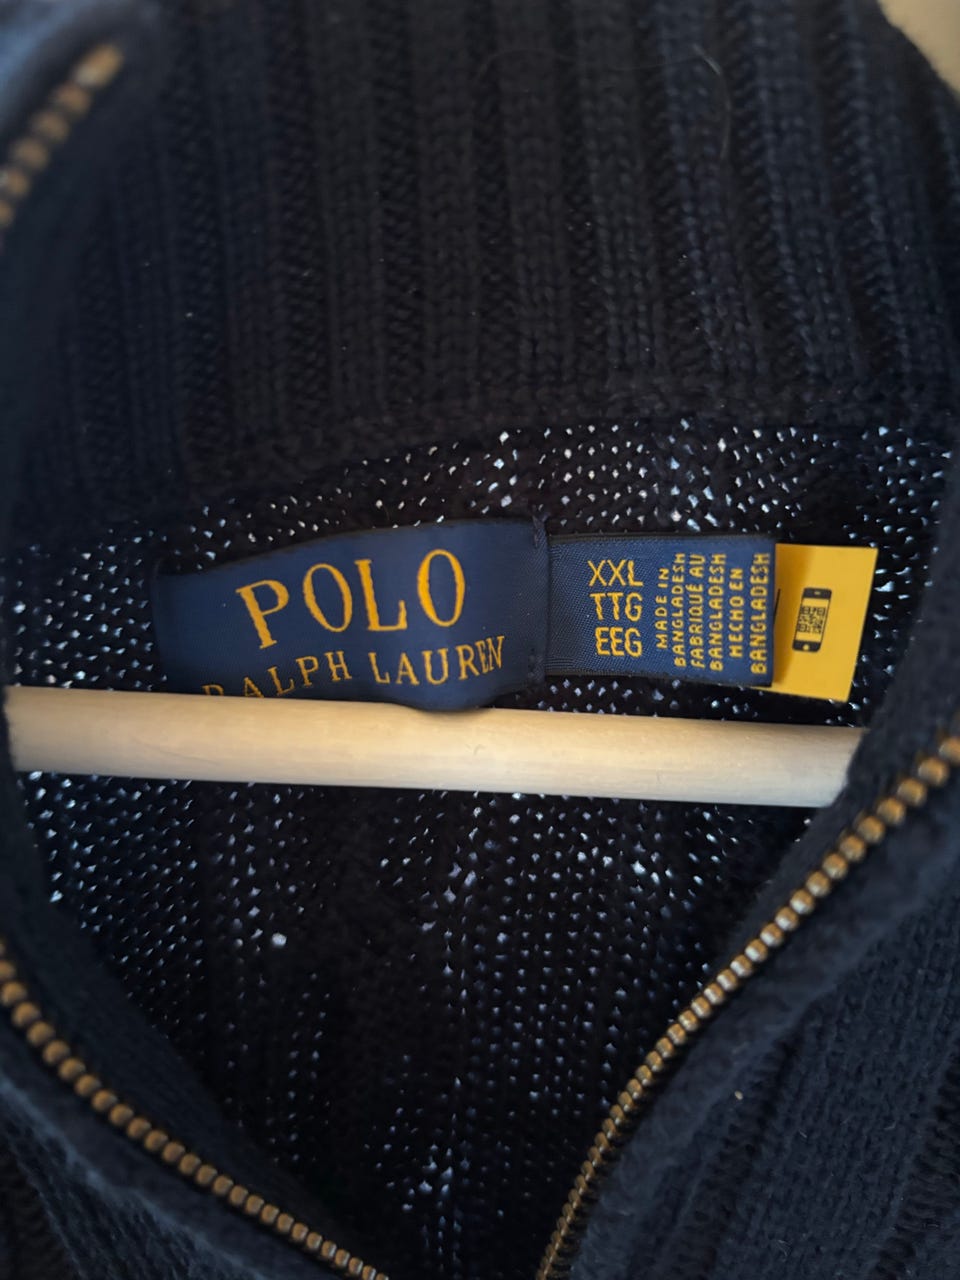 POLO
RALPH LAUREN
XXL
TTG
EEG
MADE IN
BANGLADESH
FABRIQUÉ AU
BANGLADESH
HECHO EN
BANGLADESH